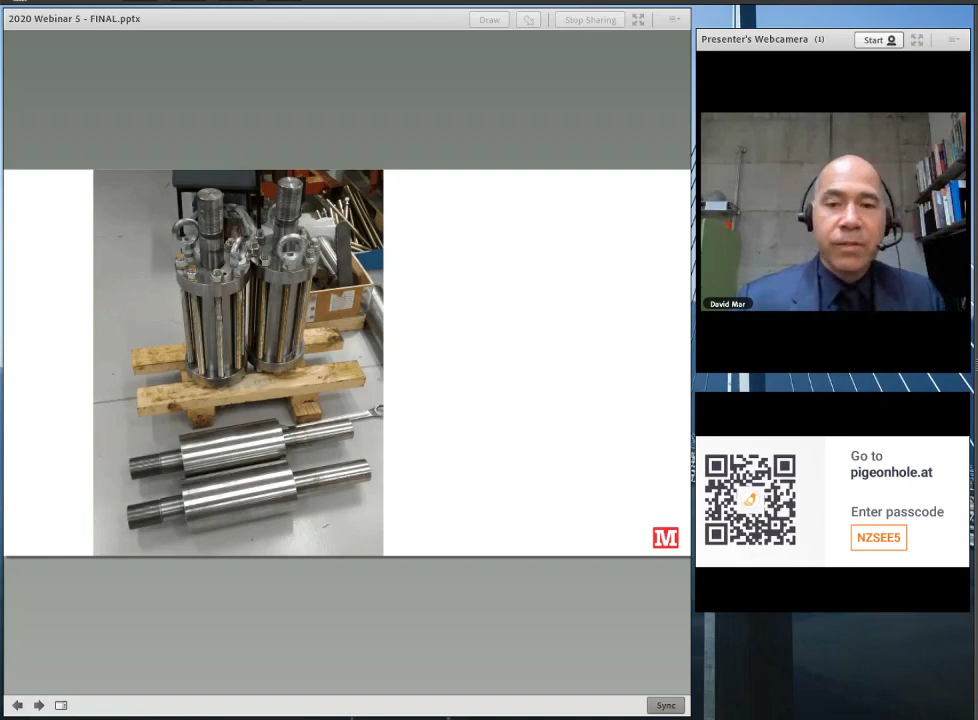 2020 Webinar 5 - FINAL.pptx
Draw
Stop Sharing
M
Sync
Presenter's Webcamera (1)
Start
David Mar
Go to
pigeonhole.at
Enter passcode
NZSEE5